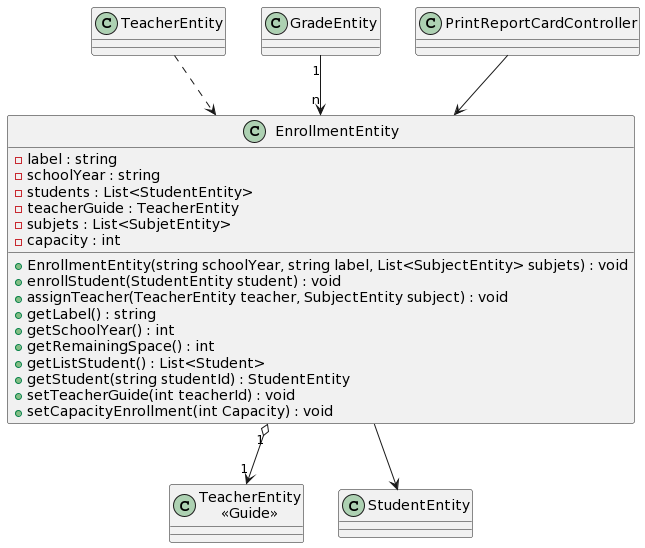 C TeacherEntity
C GradeEntity
C PrintReportCardController
1
n
C EnrollmentEntity
label : string
schoolYear : string
students : List<StudentEntity>
teacherGuide : TeacherEntity
subjets : List<SubjetEntity>
capacity : int
EnrollmentEntity(string schoolYear, string label, List<SubjectEntity> subjets) : void
enrollStudent(StudentEntity student) : void
assignTeacher(TeacherEntity teacher, SubjectEntity subject) : void
getLabel() : string
getSchoolYear() : int
getRemainingSpace() : int
getListStudent() : List<Student>
getStudent(string studentId) : StudentEntity
setTeacherGuide(int teacherId) : void
setCapacityEnrollment(int Capacity) : void
1
1
C TeacherEntity
«Guide»
C StudentEntity